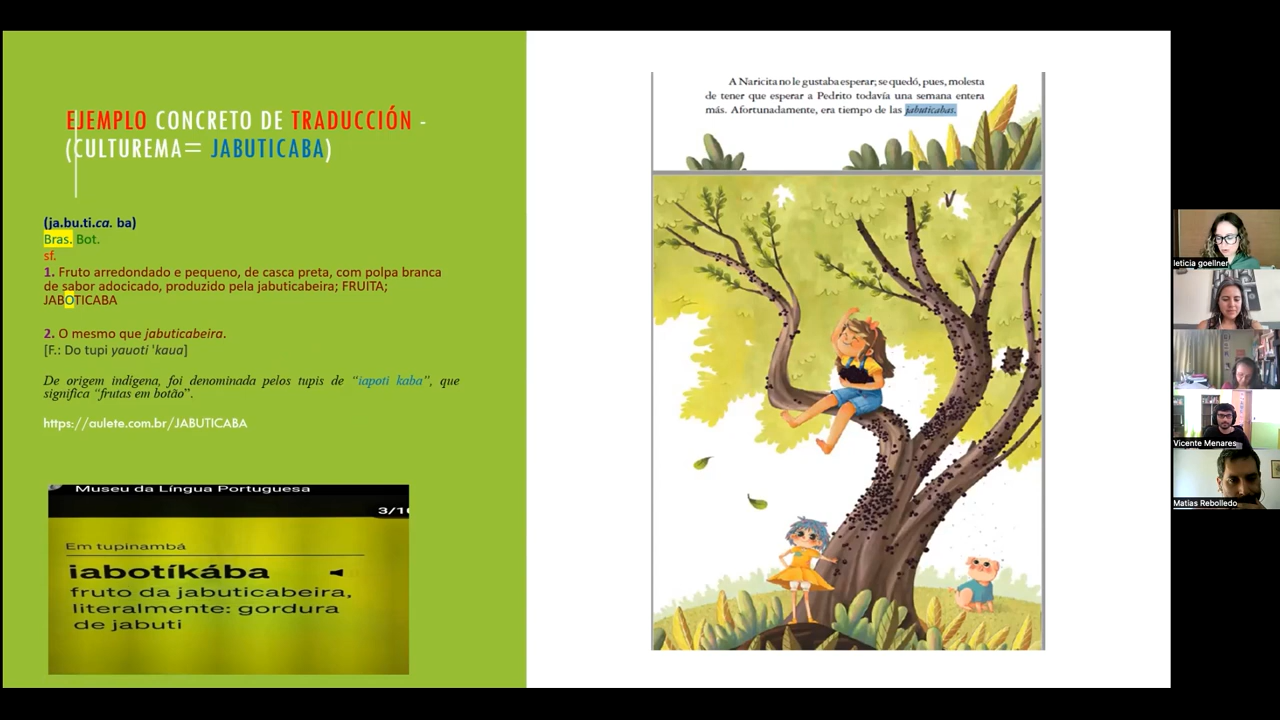 EJEMPLO CONCRETO DE TRADUCCIÓN -
(CULTUREMA= JABUTICABA)
(ja.bu.ti.ca. ba)
Bras. Bot.
sf.
1. Fruto arredondado e pequeno, de casca preta, com polpa branca
de sabor adocicado, produzido pela jabuticabeira; FRUITA;
JABOTICABA
2. O mesmo que jabuticabeira.
[F.: Do tupi yauoti 'kaua]
De origem indígena, foi denominada pelos tupis de “iapoti kaba”, que
significa “frutas em botão”.
https://aulete.com.br/JABUTICABA
Museu da Língua Portuguesa
Em tupinambá
iabotíkába
fruto da jabuticabeira,
literalmente: gordura
de jabuti
A Naricita no le gustaba esperar; se quedó, pues, molesta
de tener que esperar a Pedrito todavía una semana entera
más. Afortunadamente, era tiempo de las jabuticabas.
leticia goellner
Vicente Menares
Matías Rebolledo